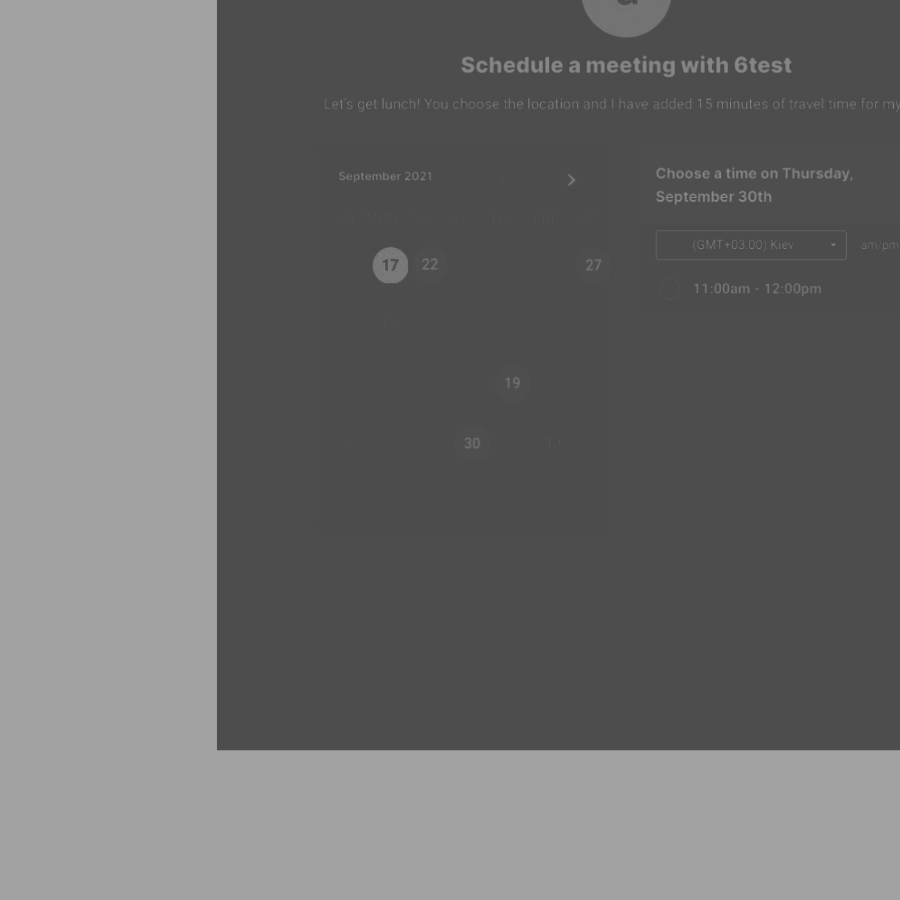 Schedule a meeting with 6test
Let's get lunch! You choose the location and I have added 15 minutes of travel time for my
September 2021
17 22 27
19
30
Choose a time on Thursday,
September 30th
(GMT+03:00) Kiev am/pm
11:00am - 12:00pm